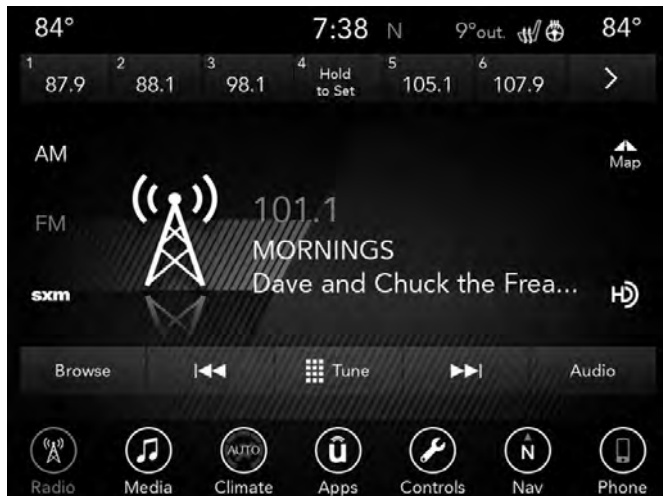 84° 7:38 N 9°out. 84°
1 87.9 2 88.1 3 98.1 4 Hold to Set 5 105.1 6 107.9
AM
Map
FM
101.1
MORNINGS
Dave and Chuck the Frea...
sxm
HD
Browse Tune Audio
AUTO û N
Radio Media Climate Apps Controls Nav Phone